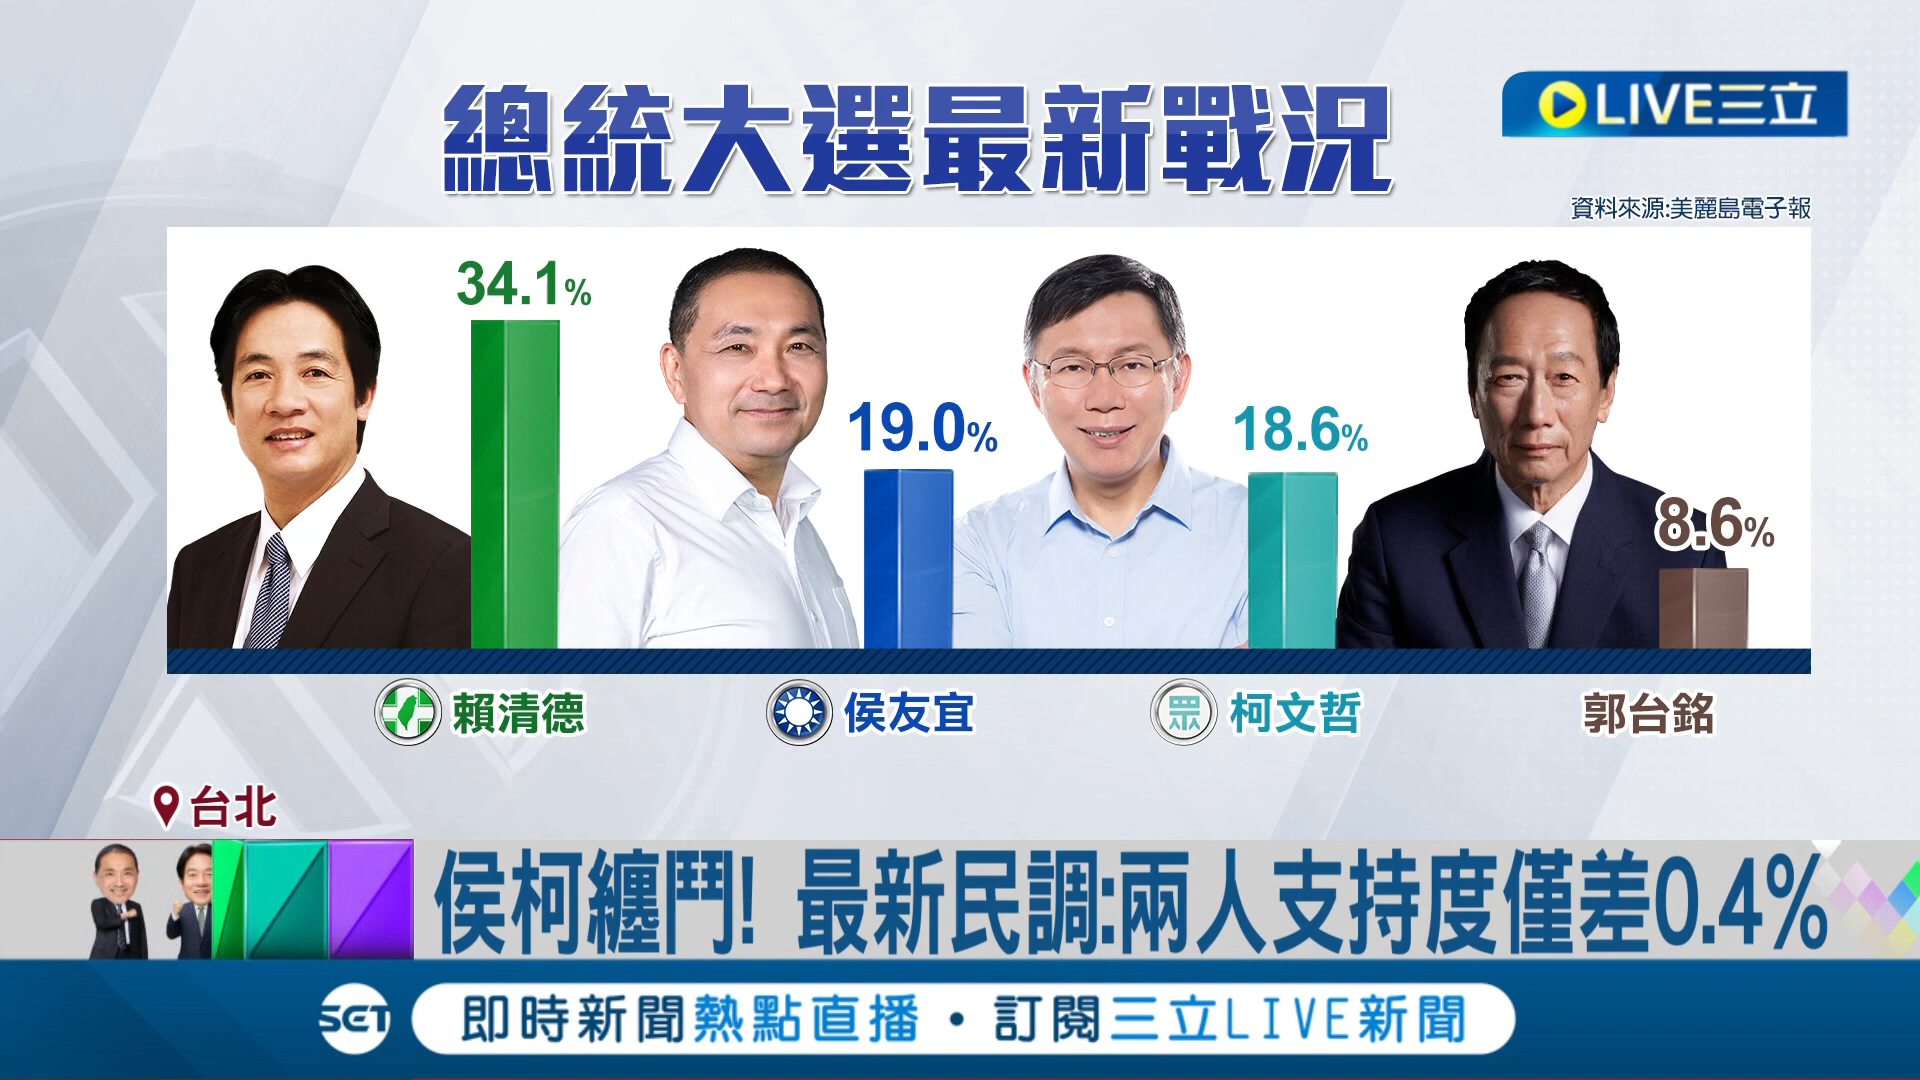 總統大選最新戰況
LIVE三立
資料來源:美麗島電子報
34.1%
19.0%
18.6%
8.6%
賴清德
侯友宜
眾
柯文哲
郭台銘
台北
侯柯纏鬥! 最新民調:兩人支持度僅差0.4%
SET
即時新聞熱點直播・訂閱三立LIVE新聞